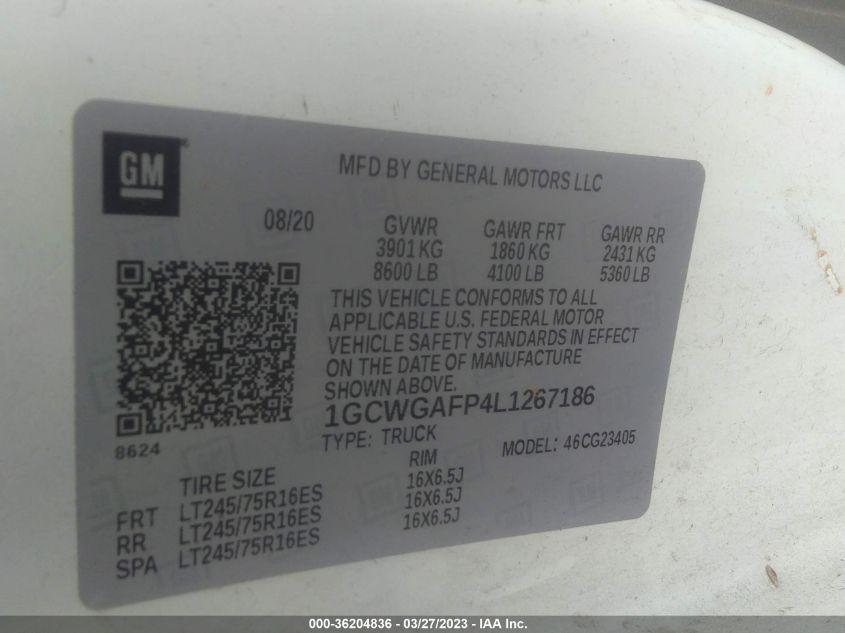 GM
MFD BY GENERAL MOTORS LLC
08/20
GVWR GAWR FRT GAWR RR
3901 KG 1860 KG 2431 KG
8600 LB 4100 LB 5360 LB
THIS VEHICLE CONFORMS TO ALL
APPLICABLE U.S. FEDERAL MOTOR
VEHICLE SAFETY STANDARDS IN EFFECT
ON THE DATE OF MANUFACTURE
SHOWN ABOVE.
1GCWGAFP4L1267186
8624
TYPE: TRUCK MODEL: 46CG23405
TIRE SIZE RIM
FRT LT245/75R16ES 16X6.5J
RR LT245/75R16ES 16X6.5J
SPA LT245/75R16ES 16X6.5J
000-36204836 - 03/27/2023 - IAA Inc.